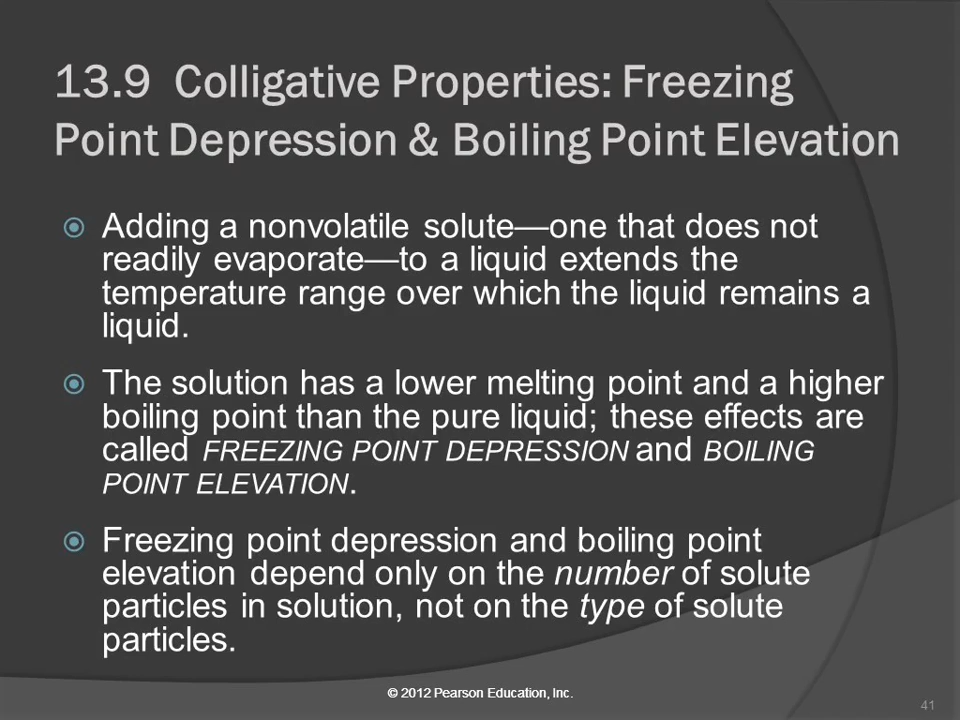 13.9 Colligative Properties: Freezing
Point Depression & Boiling Point Elevation
Adding a nonvolatile solute—one that does not
readily evaporate—to a liquid extends the
temperature range over which the liquid remains a
liquid.
The solution has a lower melting point and a higher
boiling point than the pure liquid; these effects are
called FREEZING POINT DEPRESSION and BOILING
POINT ELEVATION.
Freezing point depression and boiling point
elevation depend only on the number of solute
particles in solution, not on the type of solute
particles.
© 2012 Pearson Education, Inc.
41